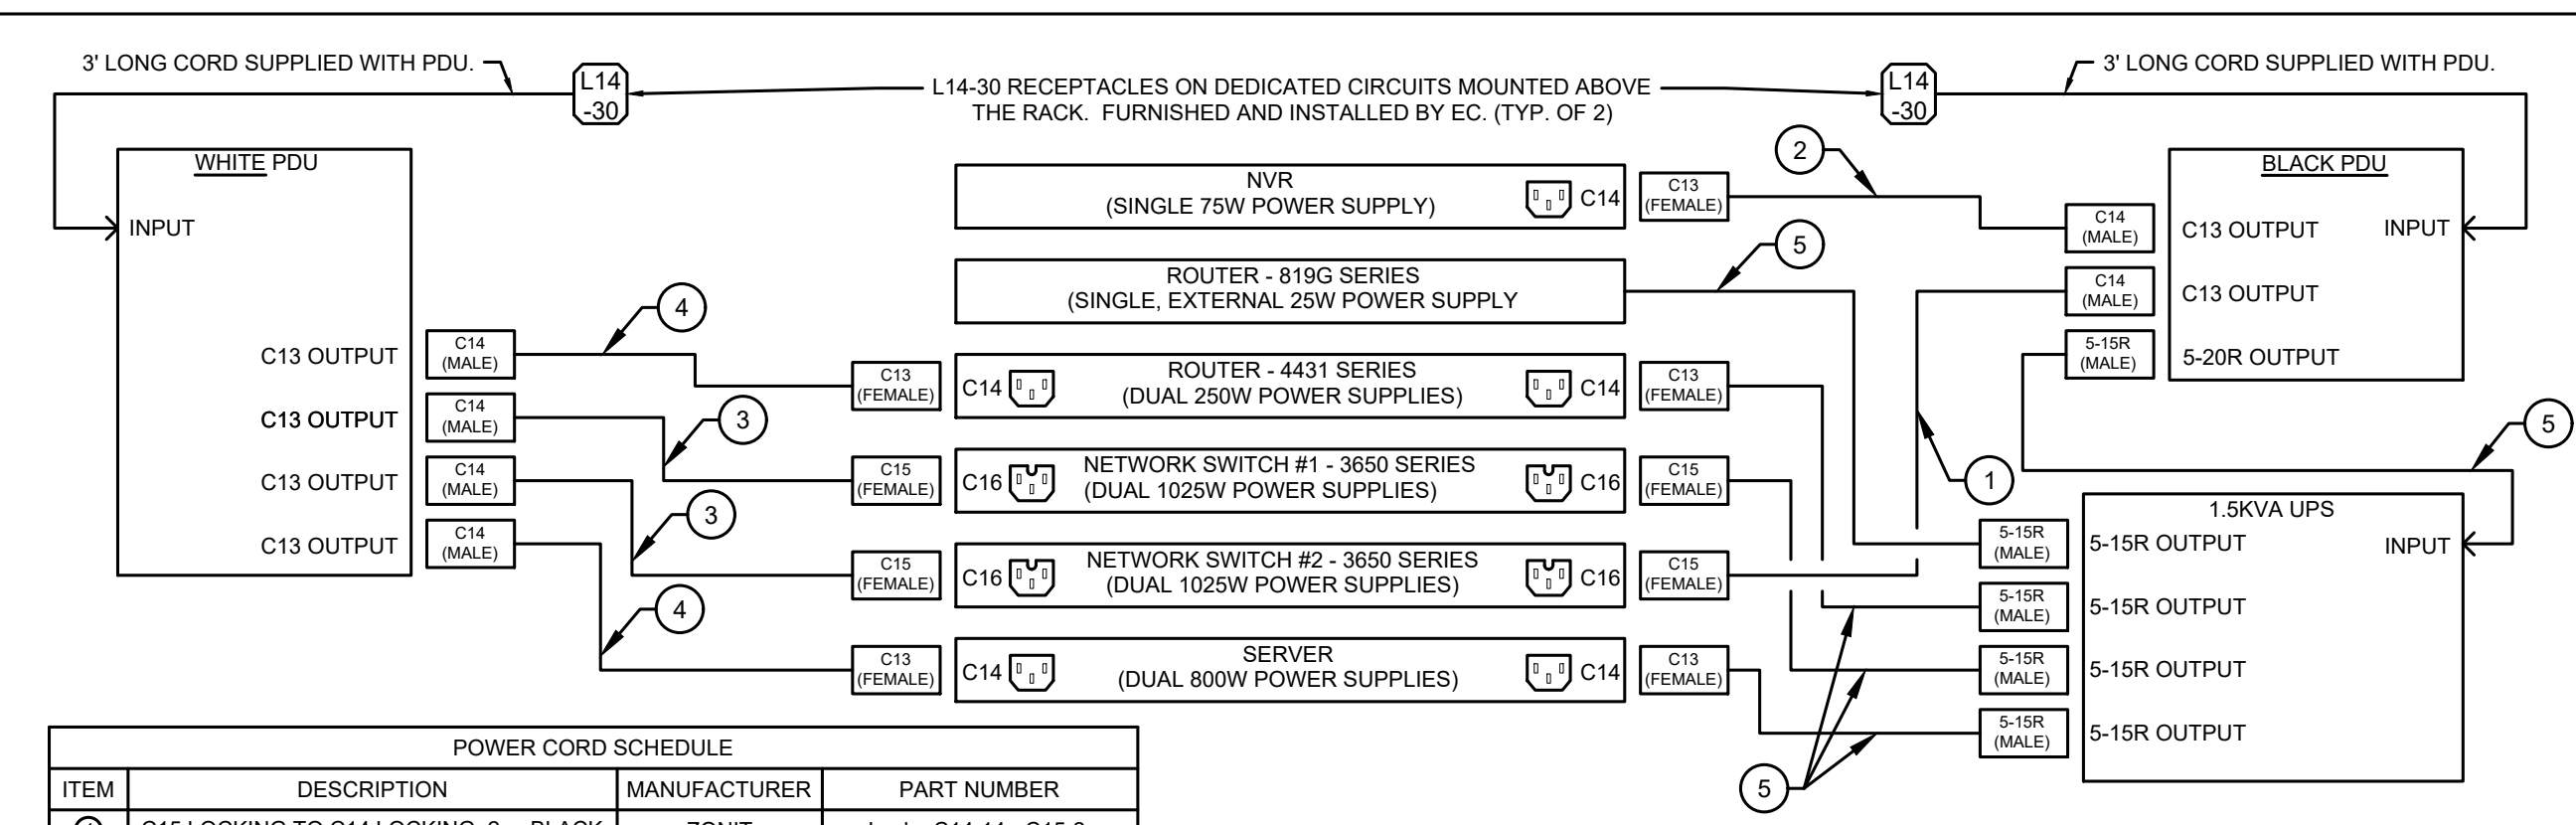 3' LONG CORD SUPPLIED WITH PDU.
L14
-30
L14-30 RECEPTACLES ON DEDICATED CIRCUITS MOUNTED ABOVE
THE RACK. FURNISHED AND INSTALLED BY EC. (TYP. OF 2)
L14
-30
3' LONG CORD SUPPLIED WITH PDU.
WHITE PDU
INPUT
C13 OUTPUT
C13 OUTPUT
C13 OUTPUT
C13 OUTPUT
C14
(MALE)
C14
(MALE)
C14
(MALE)
C14
(MALE)
4
3
3
4
C13
(FEMALE)
C15
(FEMALE)
C15
(FEMALE)
C13
(FEMALE)
NVR
(SINGLE 75W POWER SUPPLY)
C14
C13
(FEMALE)
ROUTER - 819G SERIES
(SINGLE, EXTERNAL 25W POWER SUPPLY
C14
ROUTER - 4431 SERIES
(DUAL 250W POWER SUPPLIES)
C14
C13
(FEMALE)
C16
NETWORK SWITCH #1 - 3650 SERIES
(DUAL 1025W POWER SUPPLIES)
C16
C15
(FEMALE)
C16
NETWORK SWITCH #2 - 3650 SERIES
(DUAL 1025W POWER SUPPLIES)
C16
C15
(FEMALE)
C14
SERVER
(DUAL 800W POWER SUPPLIES)
C14
C13
(FEMALE)
2
5
1
5
5
BLACK PDU
C14
(MALE)
C13 OUTPUT
INPUT
C14
(MALE)
C13 OUTPUT
5-15R
(MALE)
5-20R OUTPUT
1.5KVA UPS
5-15R
(MALE)
5-15R OUTPUT
INPUT
5-15R
(MALE)
5-15R OUTPUT
5-15R
(MALE)
5-15R OUTPUT
5-15R
(MALE)
5-15R OUTPUT
POWER CORD SCHEDULE
ITEM DESCRIPTION MANUFACTURER PART NUMBER
C15 LOCKING TO C14 LOCKING BLACK ZONIT